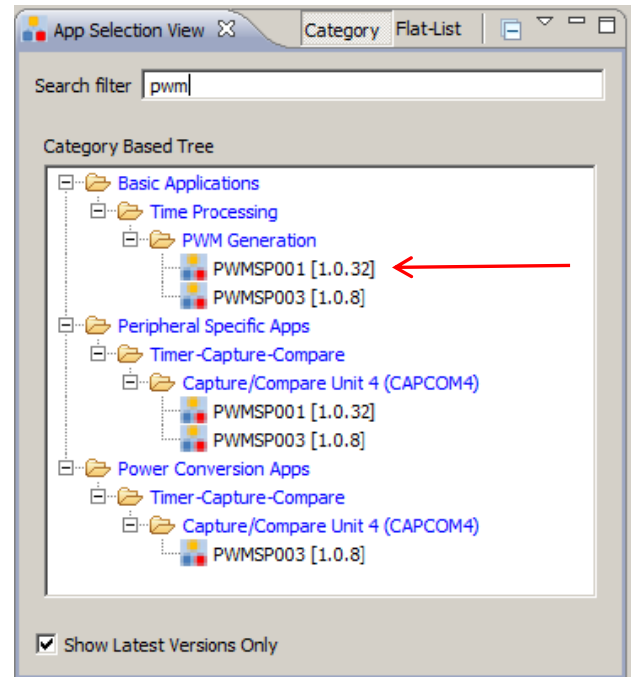 App Selection View Category Flat-List
Search filter pwm
Category Based Tree
Basic Applications
Time Processing
PWM Generation
PWMSP001 [1.0.32]
PWMSP003 [1.0.8]
Peripheral Specific Apps
Timer-Capture-Compare
Capture/Compare Unit 4 (CAPCOM4)
PWMSP001 [1.0.32]
PWMSP003 [1.0.8]
Power Conversion Apps
Timer-Capture-Compare
Capture/Compare Unit 4 (CAPCOM4)
PWMSP003 [1.0.8]
Show Latest Versions Only